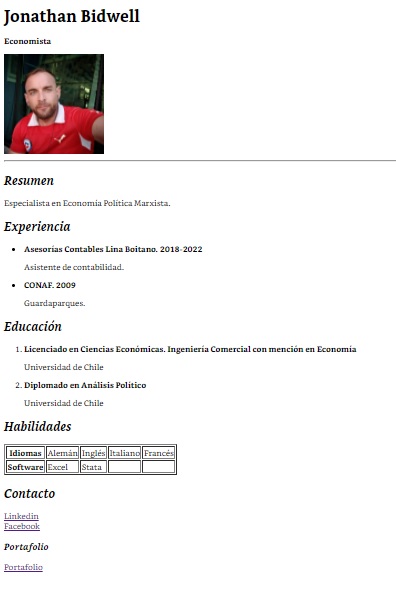 Jonathan Bidwell
Economista
Resumen
Especialista en Economía Política Marxista.
Experiencia
Asesorías Contables Lina Boitano. 2018-2022
Asistente de contabilidad.
CONAF. 2009
Guardaparques.
Educación
1. Licenciado en Ciencias Económicas. Ingeniería Comercial con mención en Economía
Universidad de Chile
2. Diplomado en Análisis Político
Universidad de Chile
Habilidades
Idiomas Alemán Inglés Italiano Francés
Software Excel Stata
Contacto
Linkedin
Facebook
Portafolio
Portafolio